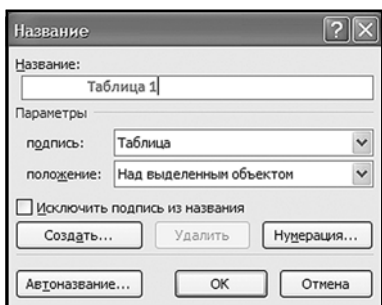 Название
Название:
Таблица 1
Параметры
подпись: Таблица
положение: Над выделенным объектом
Исключить подпись из названия
Создать... Удалить Нумерация...
Автоназвание... ОК Отмена